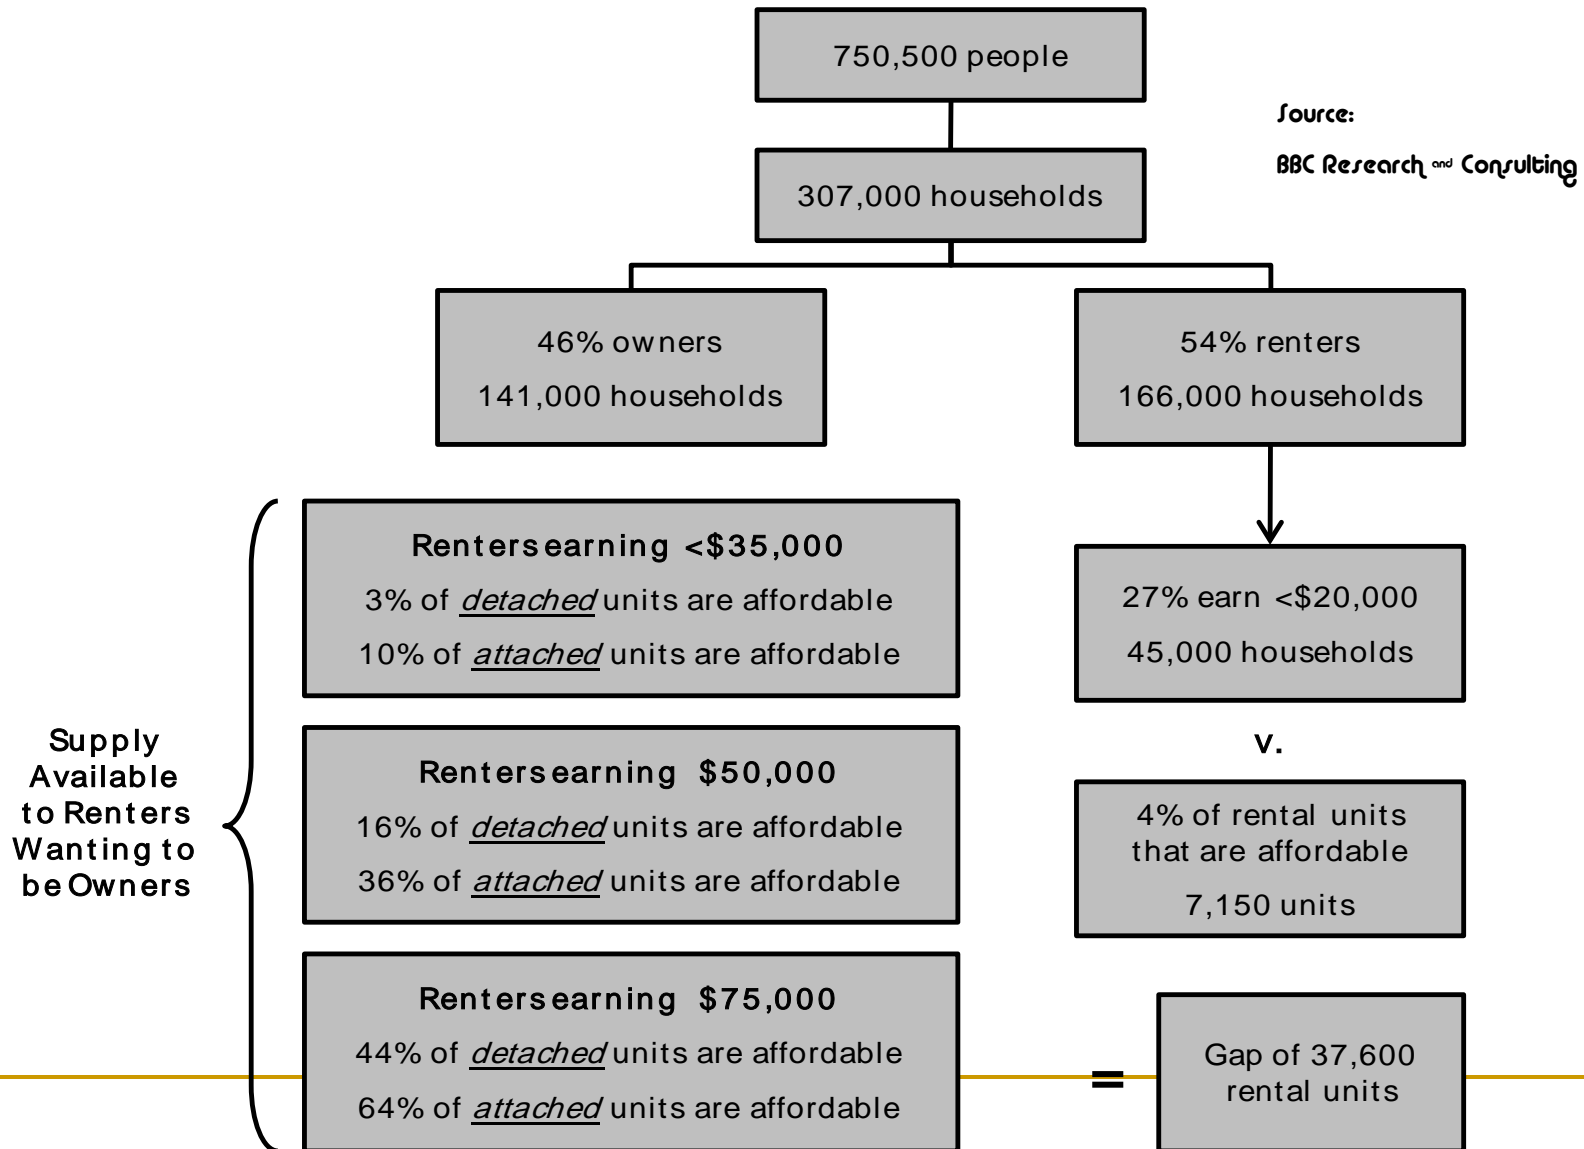 750,500 people
Source:
BBC Research and Consulting
307,000 households
46% owners
141,000 households
54% renters
166,000 households
Supply
Available
to Renters
Wanting to
be Owners
Renters earning <$35,000
3% of detached units are affordable
10% of attached units are affordable
Renters earning $50,000
16% of detached units are affordable
36% of attached units are affordable
Renters earning $75,000
44% of detached units are affordable
64% of attached units are affordable
27% earn <$20,000
45,000 households
v.
4% of rental units
that are affordable
7,150 units
=
Gap of 37,600
rental units